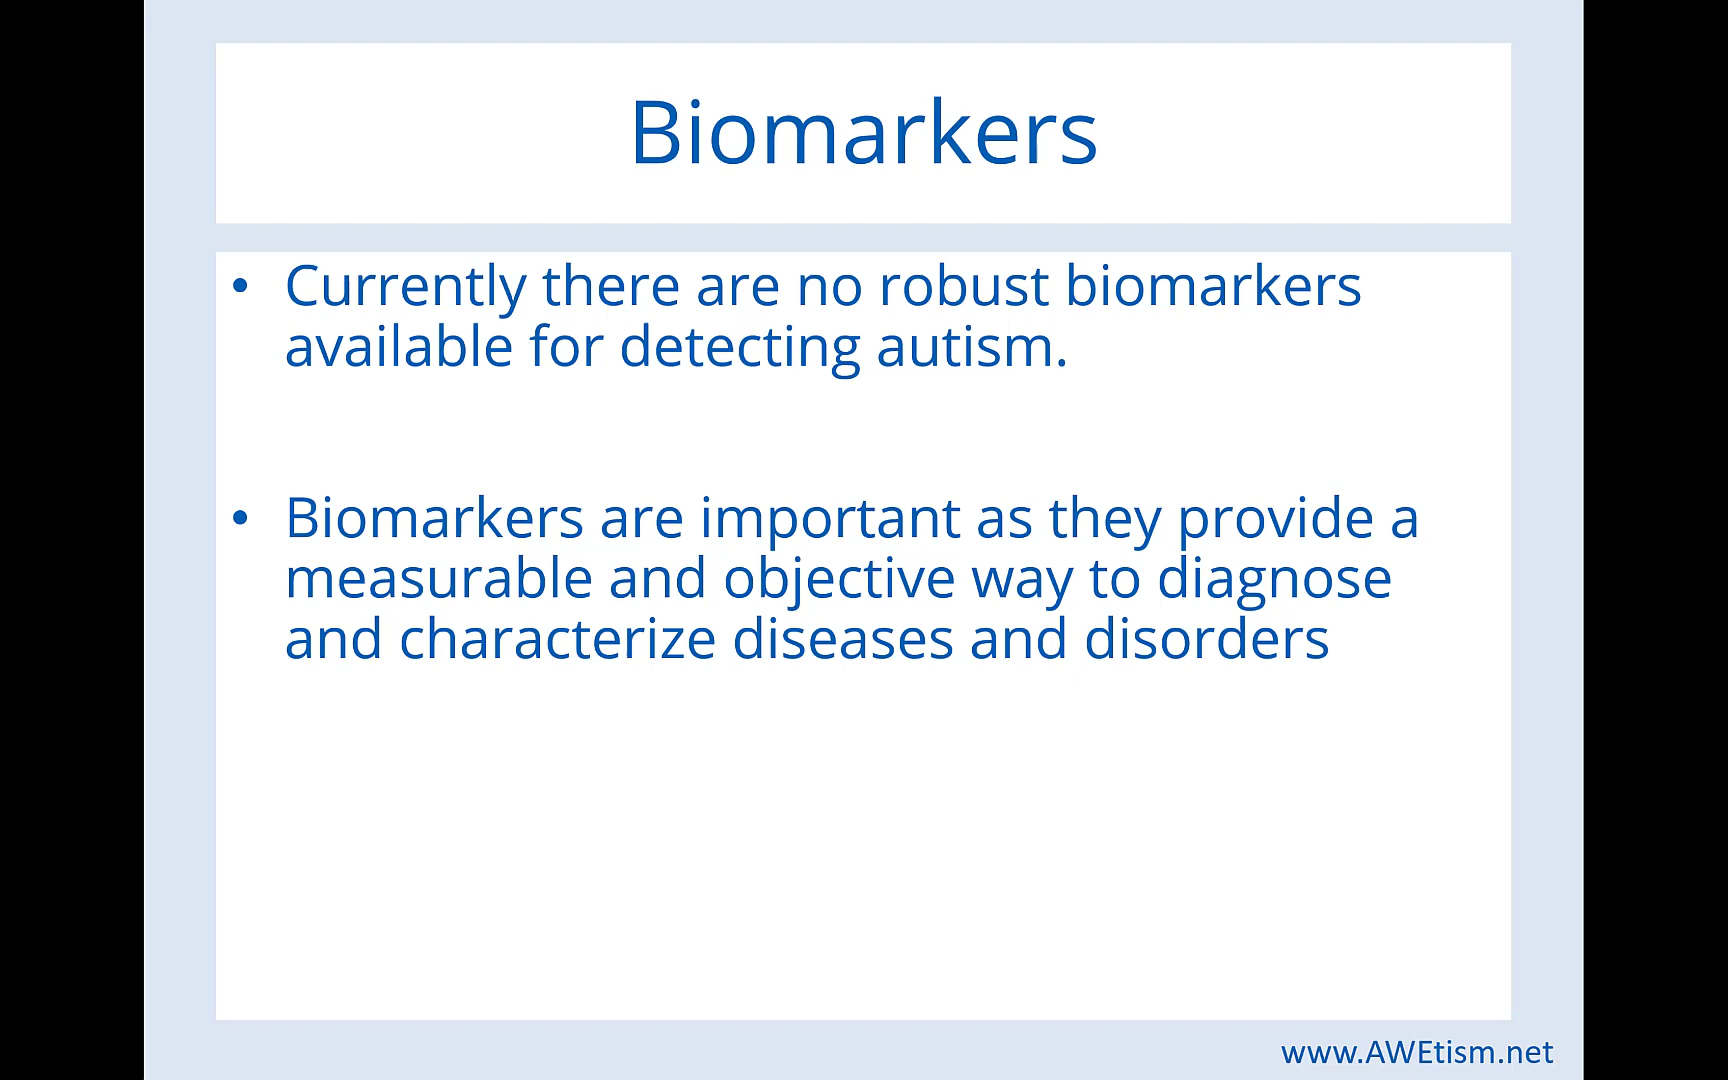 Biomarkers
• Currently there are no robust biomarkers
available for detecting autism.
• Biomarkers are important as they provide a
measurable and objective way to diagnose
and characterize diseases and disorders
www.AWEtism.net